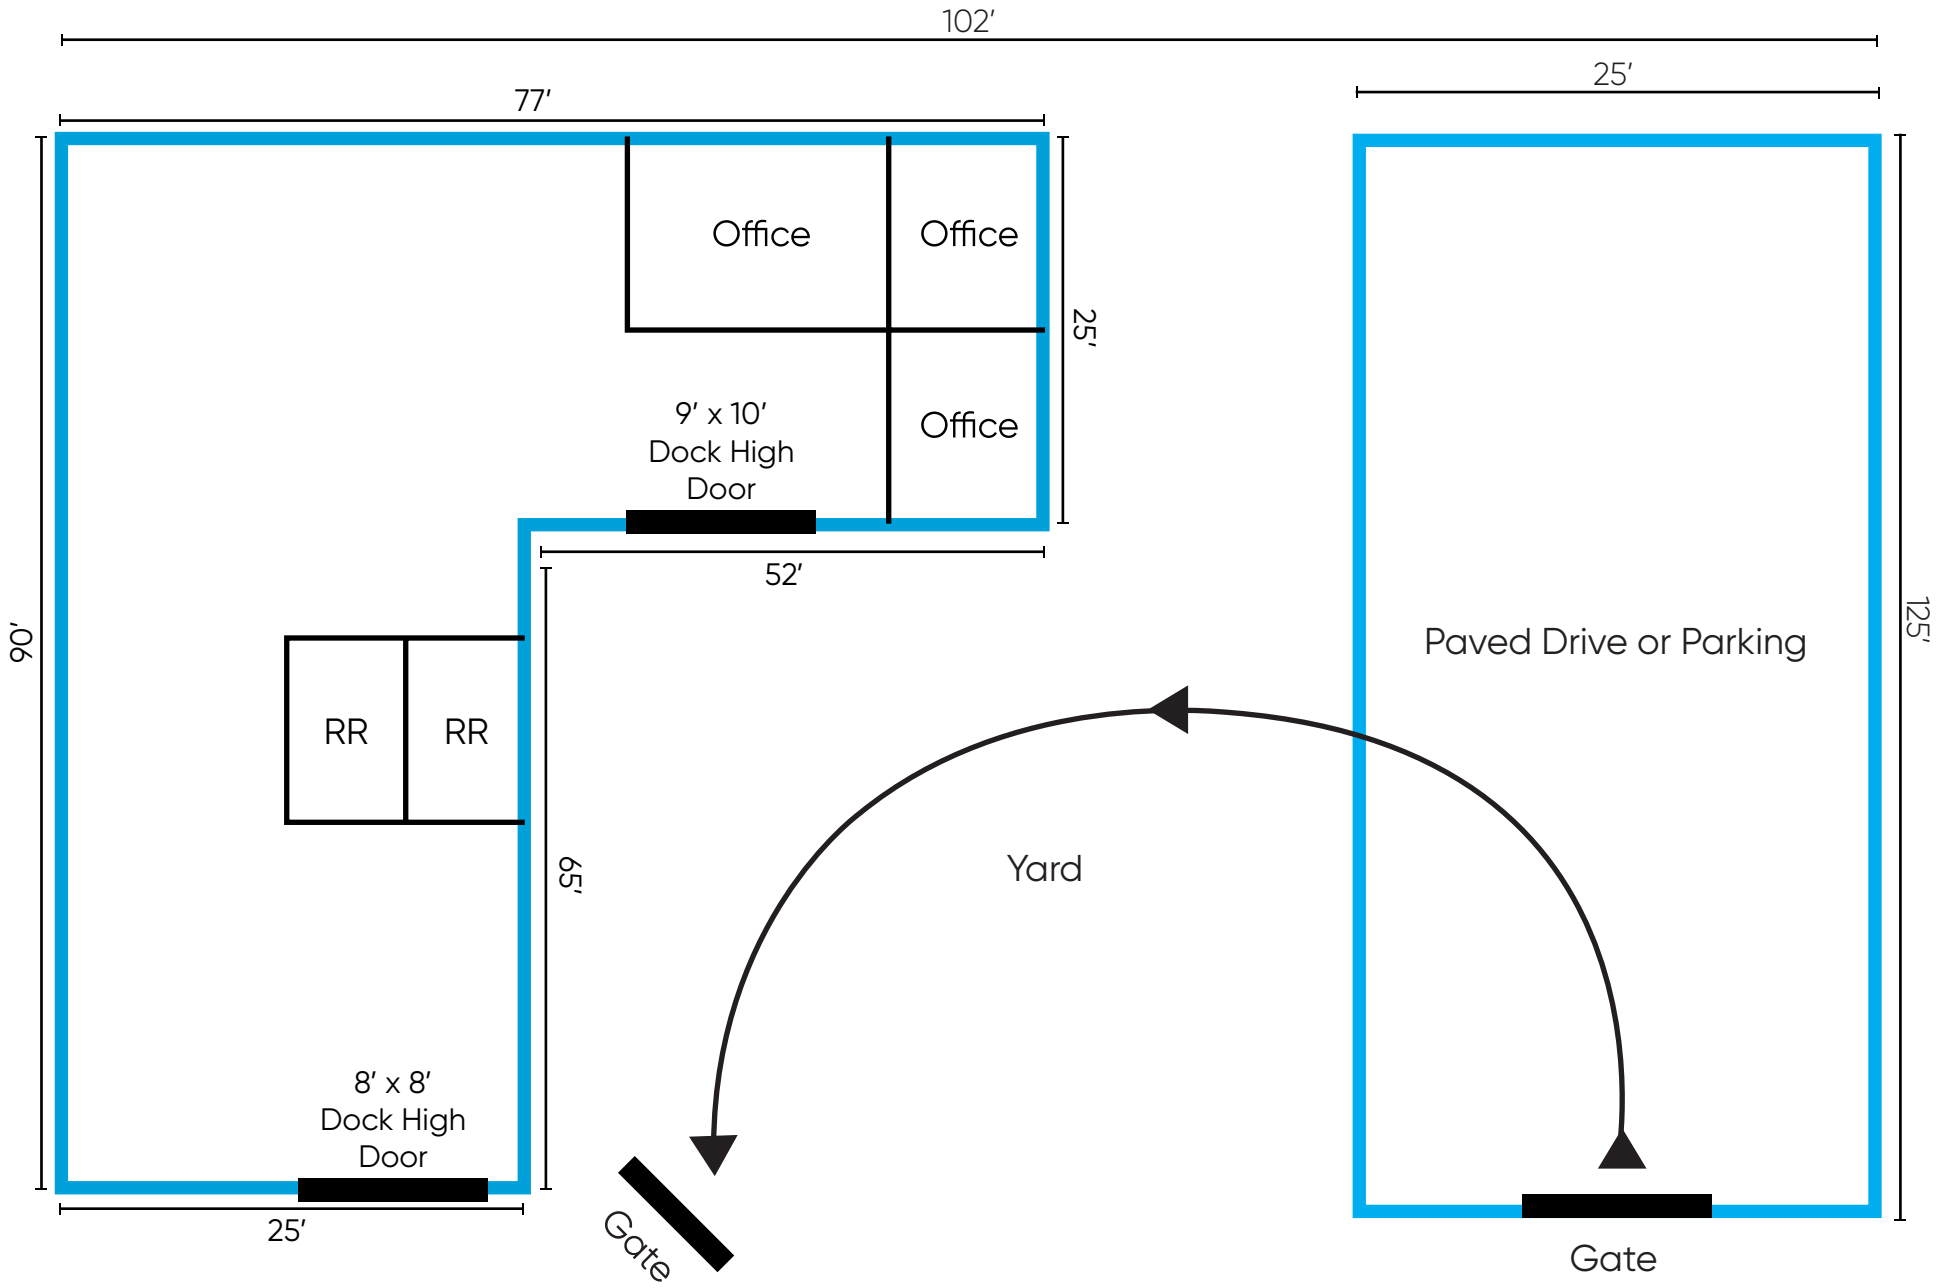 102'
25'
77'
Office
Office
25'
9' x 10'
Dock High
Door
Office
52'
90'
125'
Paved Drive or Parking
RR
RR
65'
Yard
8' x 8'
Dock High
Door
25'
Gate
Gate